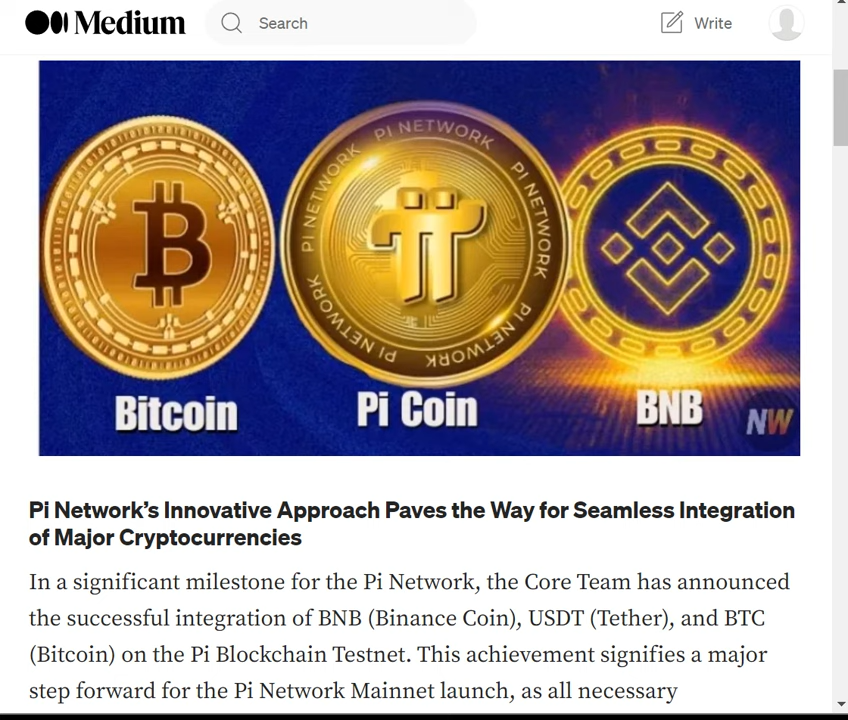 Medium
Search
Write
PI NETWORK PI NETWORK PI NETWORK PI NETWORK PI NETWORK
Bitcoin
Pi Coin
BNB
NW
Pi Network’s Innovative Approach Paves the Way for Seamless Integration
of Major Cryptocurrencies
In a significant milestone for the Pi Network, the Core Team has announced
the successful integration of BNB (Binance Coin), USDT (Tether), and BTC
(Bitcoin) on the Pi Blockchain Testnet. This achievement signifies a major
step forward for the Pi Network Mainnet launch, as all necessary